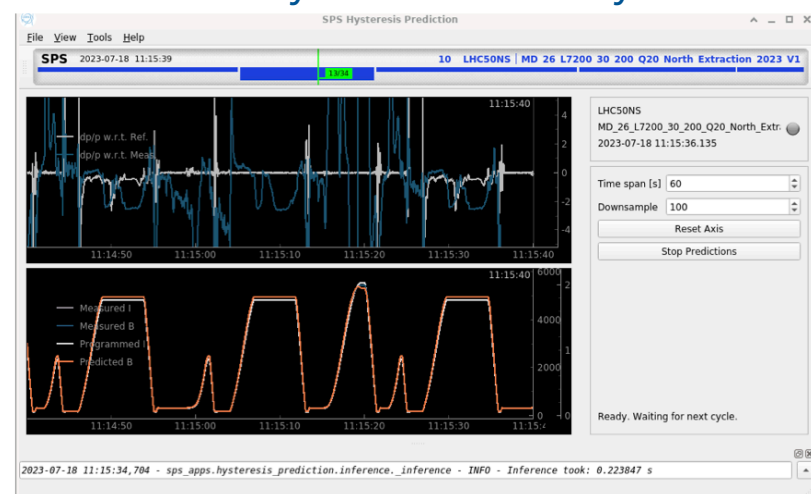 SPS Hysteresis Prediction
File View Tools Help
SPS 2023-07-18 11:15:39 10 LHC50NS | MD 26 L7200 30 200 Q20 North Extraction 2023 V1
13/34
11:15:40
dp/p w.r.t. Ref.
dp/p w.r.t. Meas.
4
2
0
-2
-4
11:14:50 11:15:00 11:15:10 11:15:20 11:15:30 11:15:40
11:15:40
Measured I
Measured B
Programmed I
Predicted B
6000
4000
2000
0
2
1
0
11:14:50 11:15:00 11:15:10 11:15:20 11:15:30
LHC50NS
MD_26_L7200_30_200_Q20_North_Extr
2023-07-18 11:15:36.135
Time span [s] 60
Downsample 100
Reset Axis
Stop Predictions
Ready. Waiting for next cycle.
2023-07-18 11:15:34,704 - sps_apps.hysteresis_prediction.inference._inference - INFO - Inference took: 0.223847 s